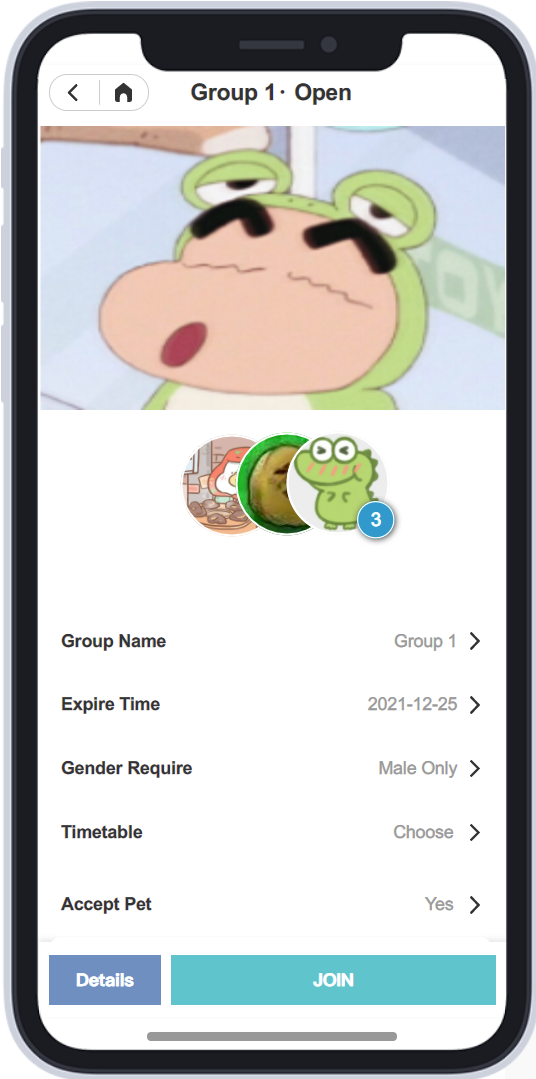 Group 1· Open
OY
3
Group Name Group 1
Expire Time 2021-12-25
Gender Require Male Only
Timetable Choose
Accept Pet Yes
Details JOIN